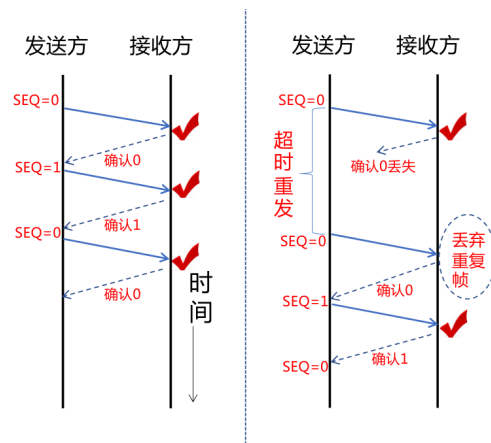 发送方
接收方
SEQ=0
确认0
SEQ=1
确认1
SEQ=0
确认0
时间
发送方
接收方
SEQ=0
超时重发
确认0丢失
SEQ=0
丢弃
重复
帧
确认0
SEQ=1
确认1
SEQ=0